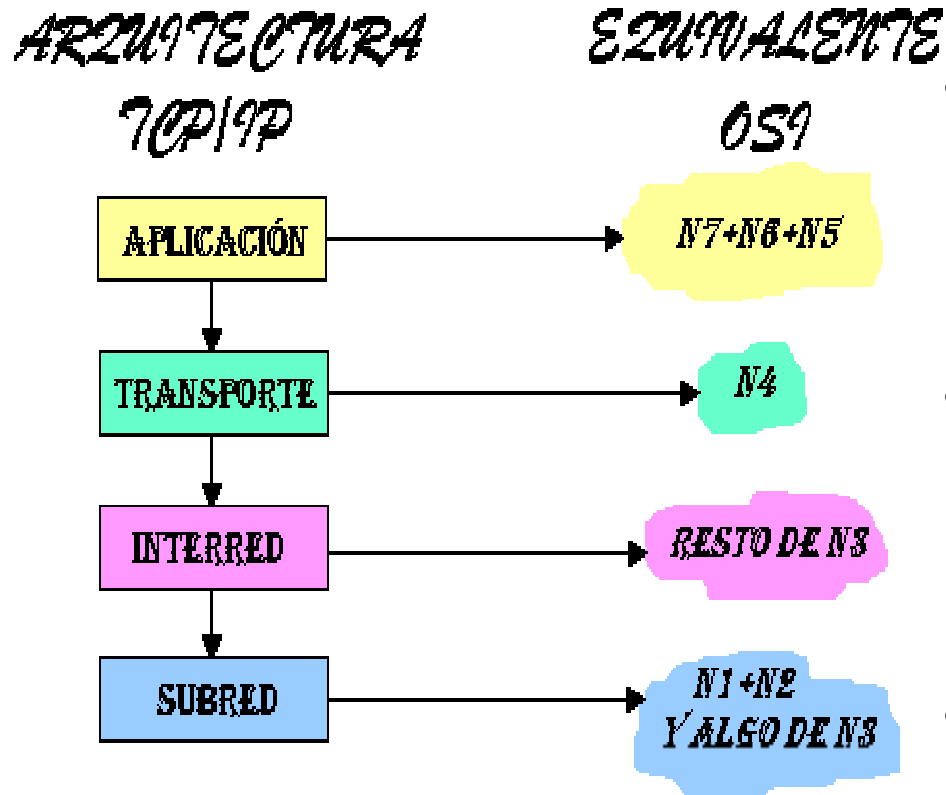 ARQUITECTURA
TCP/IP
EQUIVALENTE
OSI
APLICACIÓN
N7+N6+N5
TRANSPORTE
N4
INTERRED
RESTO DE N3
SUBRED
N1+N2
Y ALGO DE N3